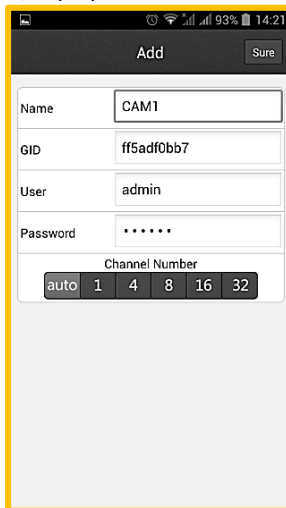 93% 14:21
Add Sure
Name CAM1
GID ff5adf0bb7
User admin
Password ••••••
Channel Number
auto 1 4 8 16 32